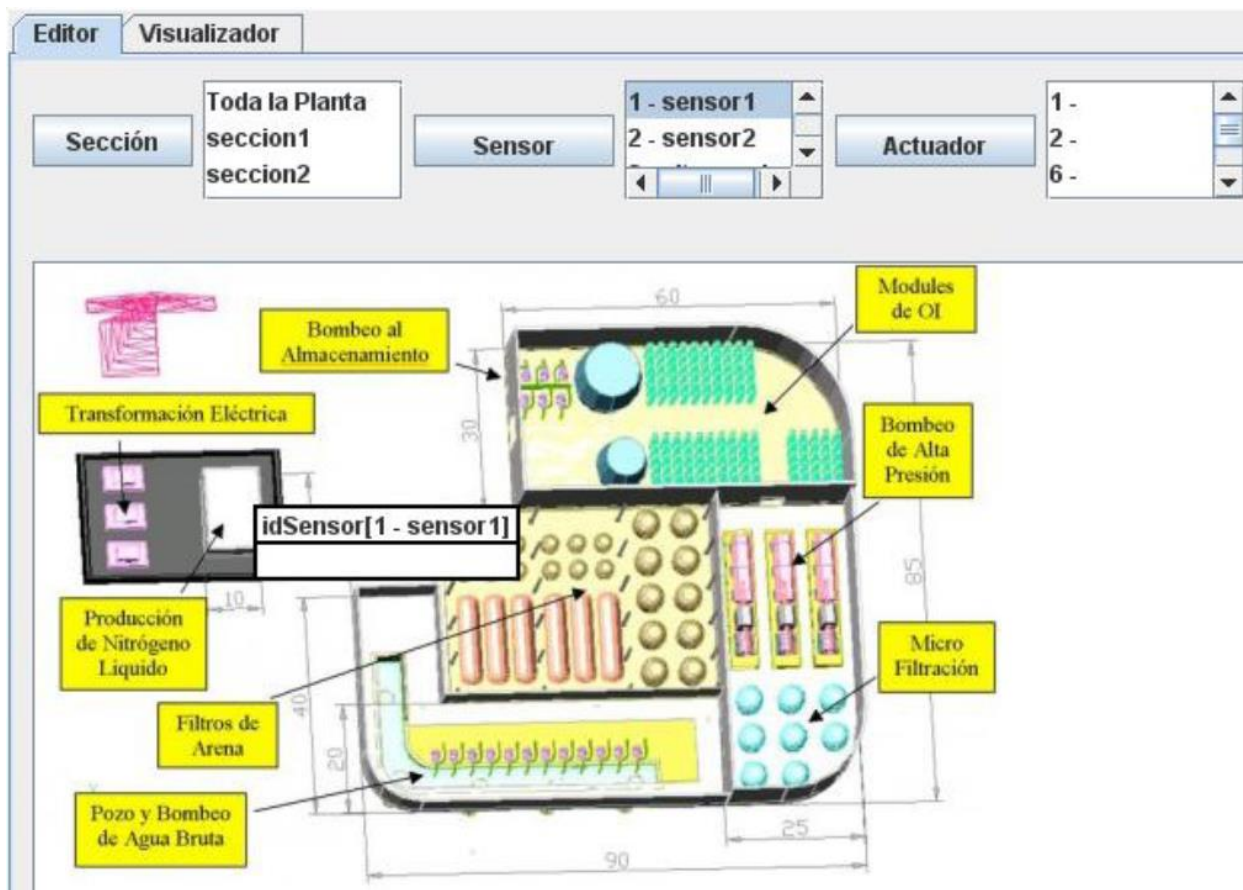 Editor Visualizador
Sección
Toda la Planta
seccion1
seccion2
Sensor
1 - sensor1
2 - sensor2
Actuador
1 -
2 -
6 -
60
Modules
de OI
Bombeo al
Almacenamiento
Transformación Eléctrica
30
Bombeo
de Alta
Presión
idSensor[1 - sensor1]
85
10
Producción
de Nitrógeno
Liquido
40
Micro
Filtración
Filtros de
Arena
20
Pozo y Bombeo
de Agua Bruta
25
90